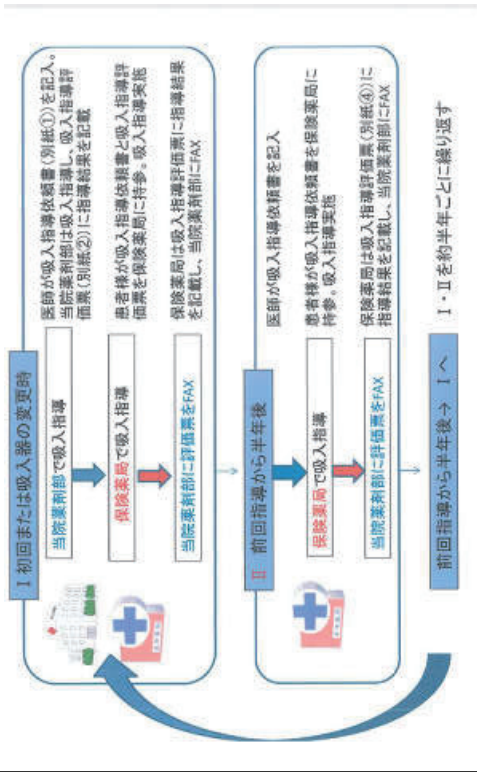 Ⅰ 初回または吸入器の変更時
当院薬剤部で吸入指導
医師が吸入指導依頼書（別紙①）を記入。
当院薬剤部は吸入指導し、吸入指導評
価票（別紙②）に指導結果を記載
保険薬局で吸入指導
患者様が吸入指導依頼書と吸入指導評
価票を保険薬局に持参。吸入指導実施
当院薬剤部に評価票をFAX
保険薬局は吸入指導評価票に指導結果
を記載し、当院薬剤部にFAX
Ⅱ 前回指導から半年後
医師が吸入指導依頼書を記入
保険薬局で吸入指導
患者様が吸入指導依頼書を保険薬局に
持参。吸入指導実施
当院薬剤部に評価票をFAX
保険薬局は吸入指導評価票（別紙④）に
指導結果を記載し、当院薬剤部にFAX
前回指導から半年後→ Ⅰへ
Ⅰ・Ⅱを約半年ごとに繰り返す